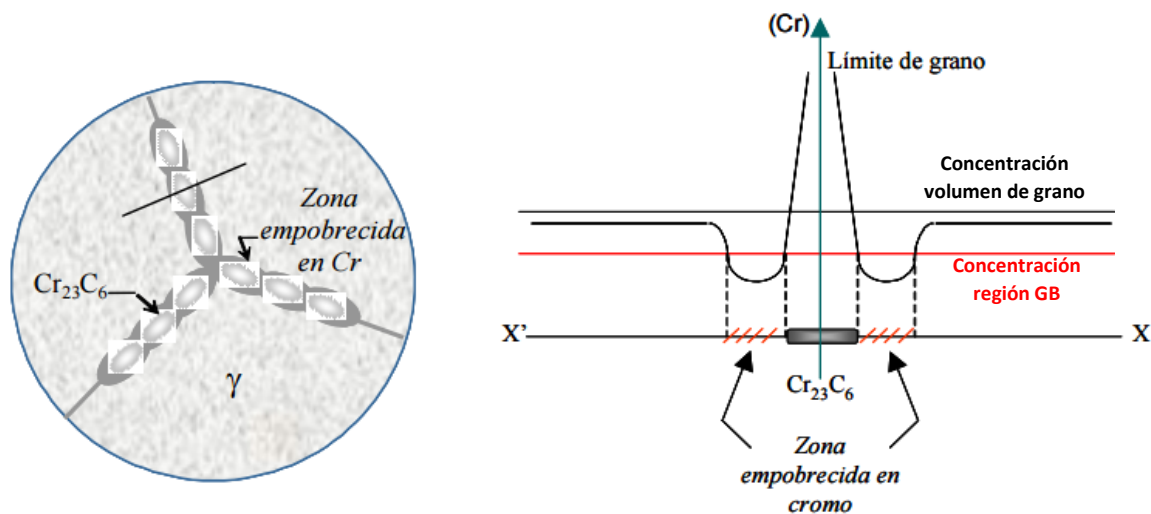 Zona
empobrecida
en Cr
Cr23C6
γ
(Cr)
Límite de grano
Concentración
volumen de grano
Concentración
región GB
X'
X
Cr23C6
Zona
empobrecida en
cromo